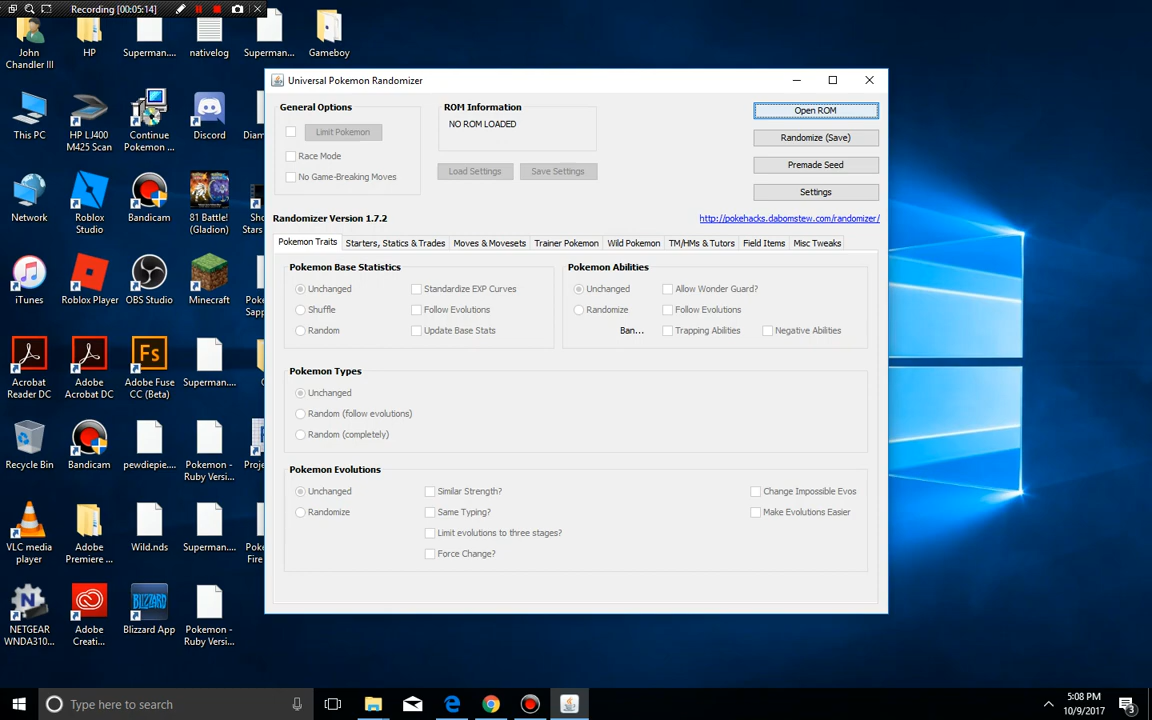 Recording [00:05:14]
John
Chandler III
HP
Superman....
nativelog
Superman...
Gameboy
This PC
HP LJ400
M425 Scan
Continue
Pokemon ...
Discord
Diam
Network
Roblox
Studio
Bandicam
81 Battle!
(Gladion)
Sho
Stars
iTunes
Roblox Player
OBS Studio
Minecraft
Poke
Sapp
Acrobat
Reader DC
Adobe
Acrobat DC
Adobe Fuse
CC (Beta)
Superman....
Recycle Bin
Bandicam
pewdiepie....
Pokemon -
Ruby Versi...
Proje
VLC media
player
Adobe
Premiere ...
Wild.nds
Superman....
Poke
Fire
NETGEAR
WNDA310...
Adobe
Creati...
Blizzard App
Pokemon -
Ruby Versi...
Universal Pokemon Randomizer
General Options
Limit Pokemon
Race Mode
No Game-Breaking Moves
ROM Information
NO ROM LOADED
Load Settings
Save Settings
Open ROM
Randomize (Save)
Premade Seed
Settings
Randomizer Version 1.7.2
http://pokehacks.dabomstew.com/randomizer/
Pokemon Traits
Starters, Statics & Trades
Moves & Movesets
Trainer Pokemon
Wild Pokemon
TM/HMs & Tutors
Field Items
Misc Tweaks
Pokemon Base Statistics
Unchanged
Standardize EXP Curves
Shuffle
Follow Evolutions
Random
Update Base Stats
Pokemon Abilities
Unchanged
Allow Wonder Guard?
Randomize
Follow Evolutions
Ban...
Trapping Abilities
Negative Abilities
Pokemon Types
Unchanged
Random (follow evolutions)
Random (completely)
Pokemon Evolutions
Unchanged
Similar Strength?
Change Impossible Evos
Randomize
Same Typing?
Make Evolutions Easier
Limit evolutions to three stages?
Force Change?
Type here to search
5:08 PM
10/9/2017
3